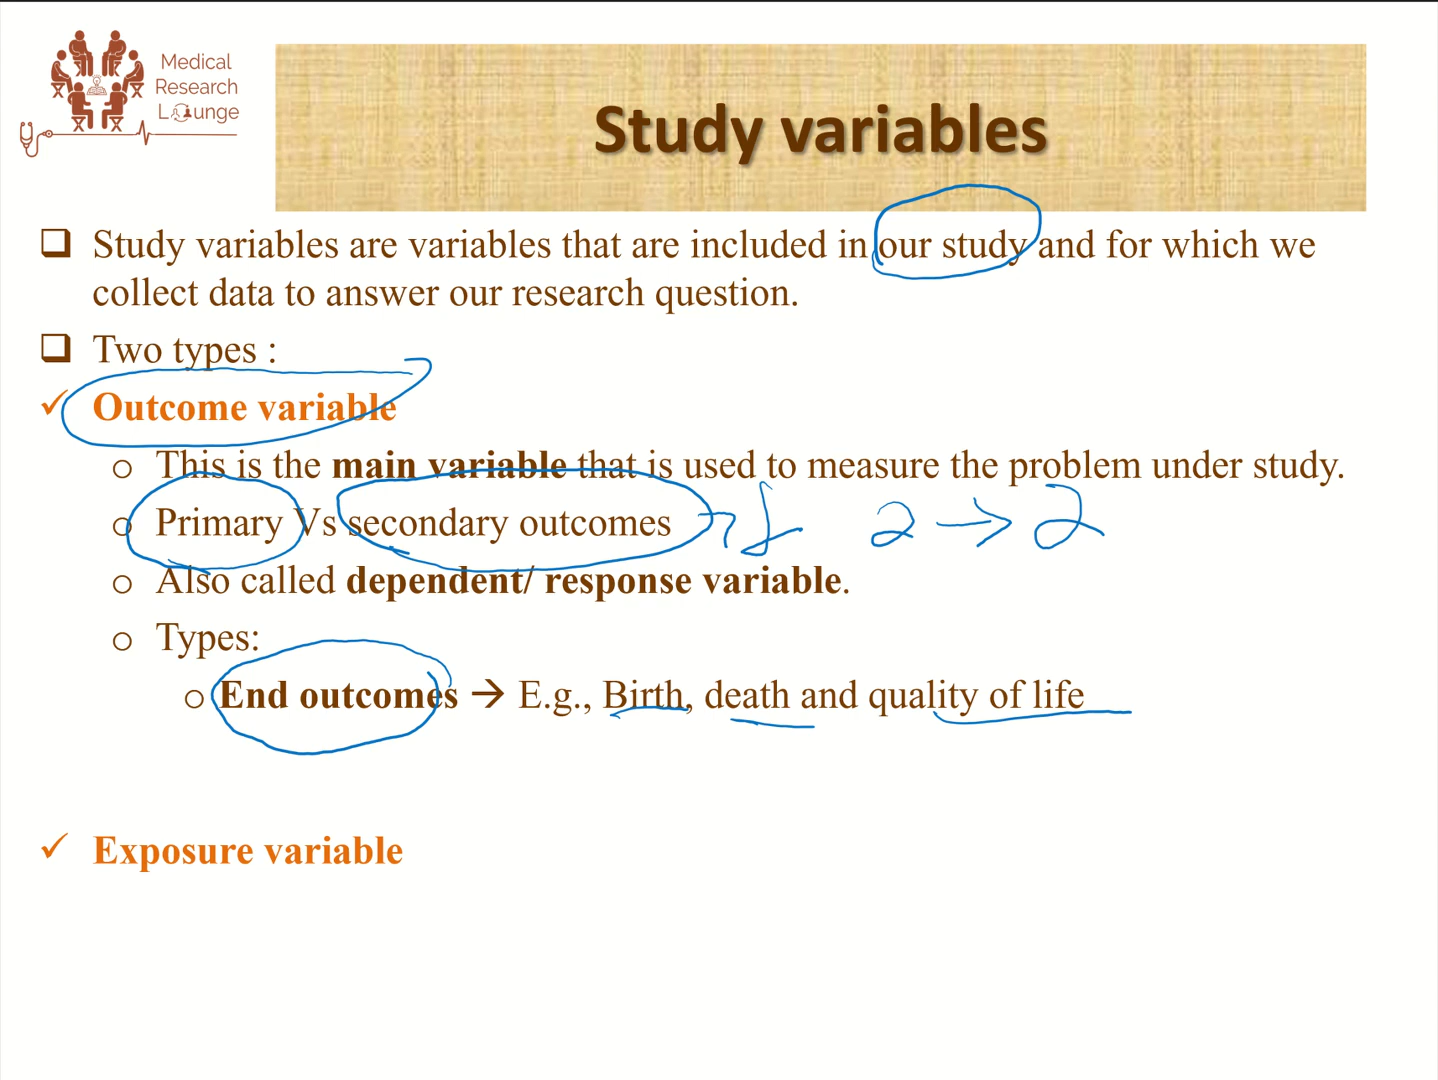 Medical
Research
Lounge
Study variables
Study variables are variables that are included in our study and for which we
collect data to answer our research question.
Two types :
Outcome variable
This is the main variable that is used to measure the problem under study.
Primary Vs secondary outcomes 2 → 2
Also called dependent/ response variable.
Types:
End outcomes → E.g., Birth, death and quality of life
Exposure variable